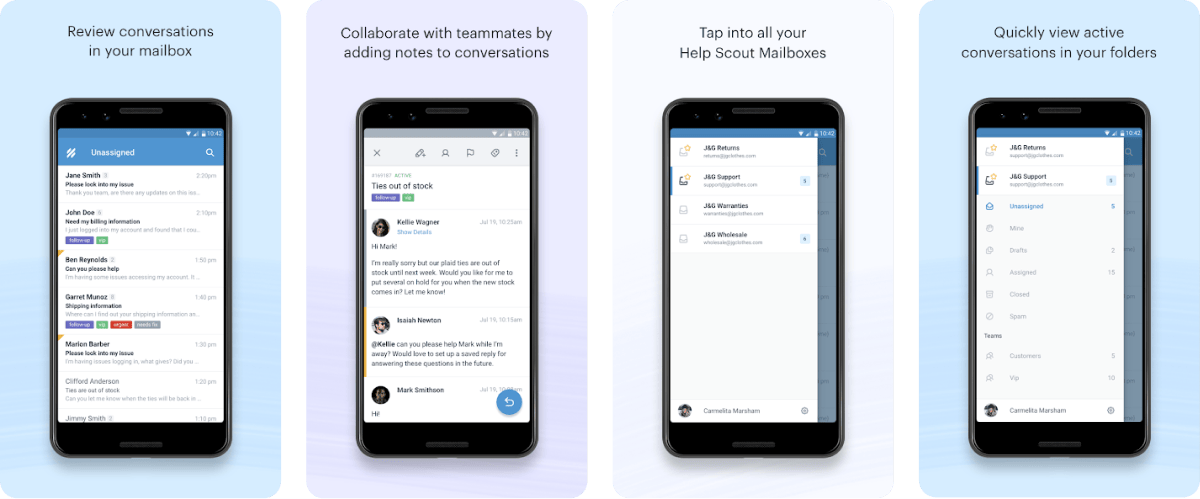 Review conversations
in your mailbox
10:42
Unassigned
Jane Smith
2:20pm
Please look into my issue
Thank you team, are there any updates on this iss...
John Doe
2:10pm
Need my billing information
I just logged into my account and found that I cou...
follow-up vip
Ben Reynolds
1:50 pm
Can you please help
I'm having some issues accessing my account. It
Garret Munoz
1:40 pm
Shipping information
Where can I find out your shipping information as...
follow-up vip urgent needs fix
Marion Barber
1:30 pm
Please look into my issue
I'm having issues logging in, what gives? Did you ...
Clifford Anderson
1:20 pm
Ties are out of stock
Can you let me know when the ties will be back in ...
Jimmy Smith
1:10 pm
Collaborate with teammates by
adding notes to conversations
10:42
ACTIVE
Ties out of stock
follow-up vip
Kellie Wagner
Jul 19, 10:25am
Show Details
Hi Mark!
I'm really sorry but our plaid ties are out of
stock until next week. Would you like for me to
put several on hold for you when the new stock
comes in? Let me know!
Isaiah Newton
Jul 19, 10:15am
@Kellie can you please help Mark while I'm
away? Would love to set up a saved reply for
answering these questions in the future.
Mark Smithson
Jul 19,
Hi!
Tap into all your
Help Scout Mailboxes
10:42
J&G Returns
returns@jgclothes.com
J&G Support
support@jgclothes.com
5
J&G Warranties
warranties@jgclothes.com
J&G Wholesale
wholesale@jgclothes.com
6
Carmelita Marsham
Quickly view active
conversations in your folders
10:42
J&G Returns
support@jgclothes.com
J&G Support
support@jgclothes.com
Unassigned 5
Mine
Drafts 2
Assigned 15
Closed
Spam
Teams
Customers 5
Vip 10
Carmelita Marsham